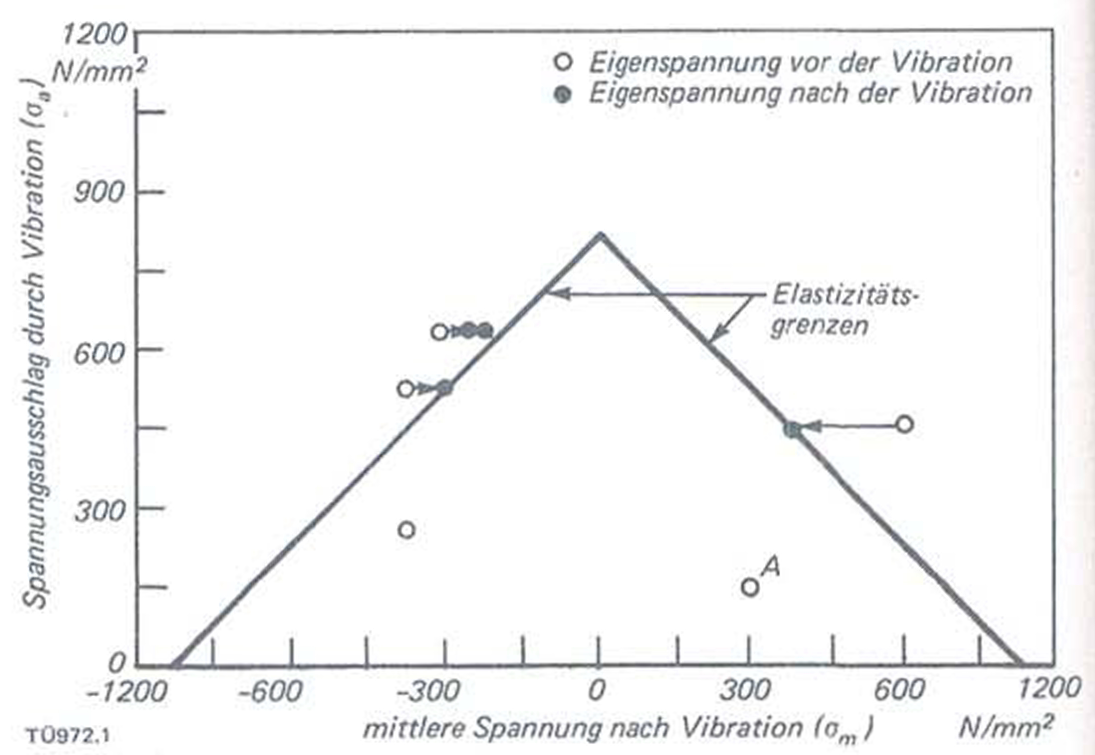 1200
N/mm²
900
600
300
0
Spannungsausschlag durch Vibration (σa)
Eigenspannung vor der Vibration
Eigenspannung nach der Vibration
Elastizitäts-
grenzen
A
-1200 -600 -300 0 300 600 1200
mittlere Spannung nach Vibration (σm) N/mm²
TÜ972.1